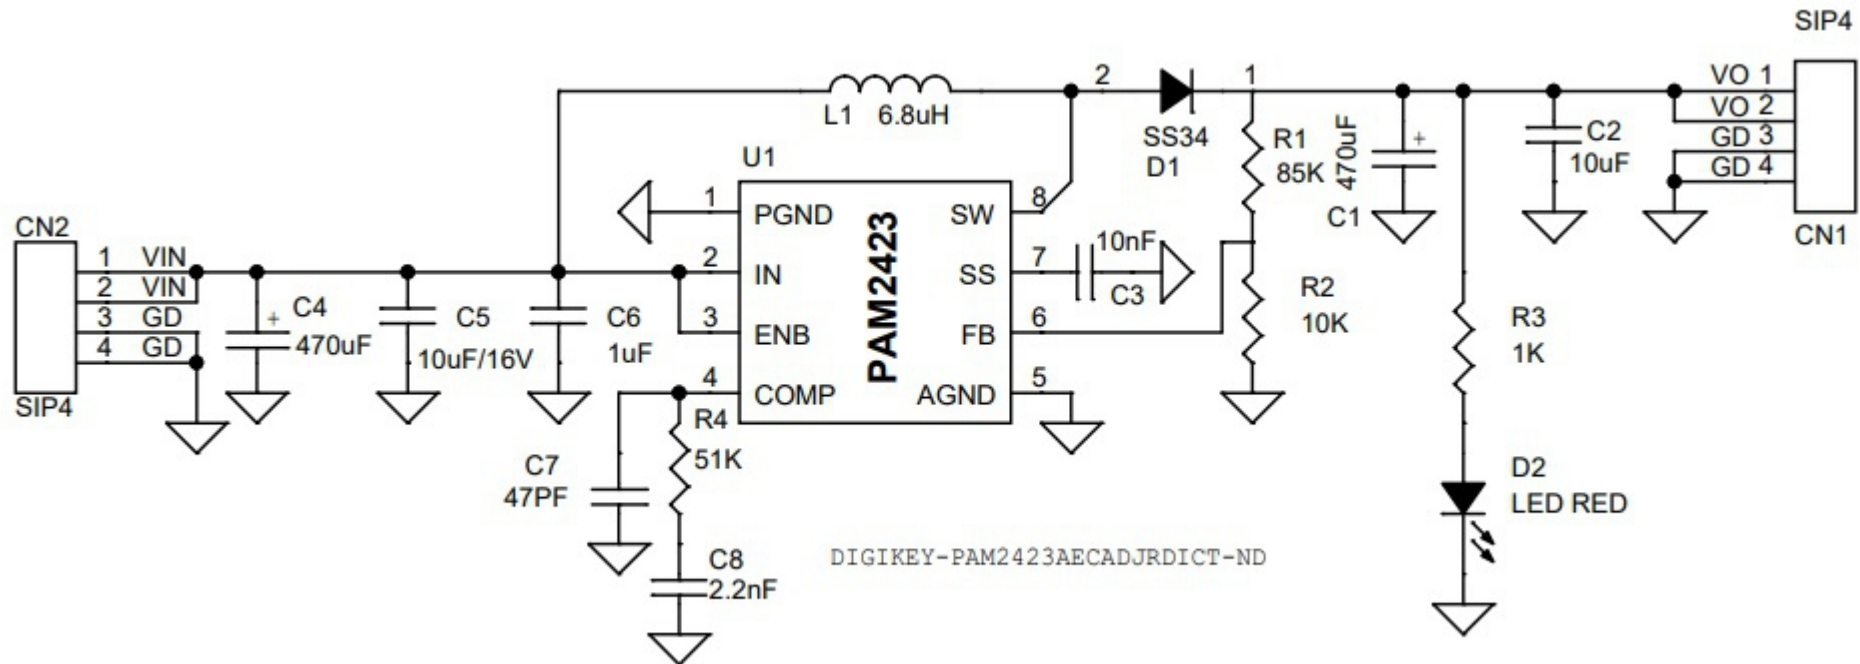 SIP4
VO 1
VO 2
GD 3
GD 4
CN1
2
1
L1 6.8uH
SS34
D1
R1
85K
470uF
+
C1
C2
10uF
U1
1
PGND
SW
8
CN2
1 VIN
2 VIN
3 GD
4 GD
SIP4
2
IN
SS
7
10nF
C3
3
ENB
FB
6
4
COMP
AGND
5
PAM2423
+
C4
470uF
C5
10uF/16V
C6
1uF
R2
10K
R3
1K
R4
51K
C7
47PF
C8
2.2nF
D2
LED RED
DIGIKEY-PAM2423AECADJRDICT-ND